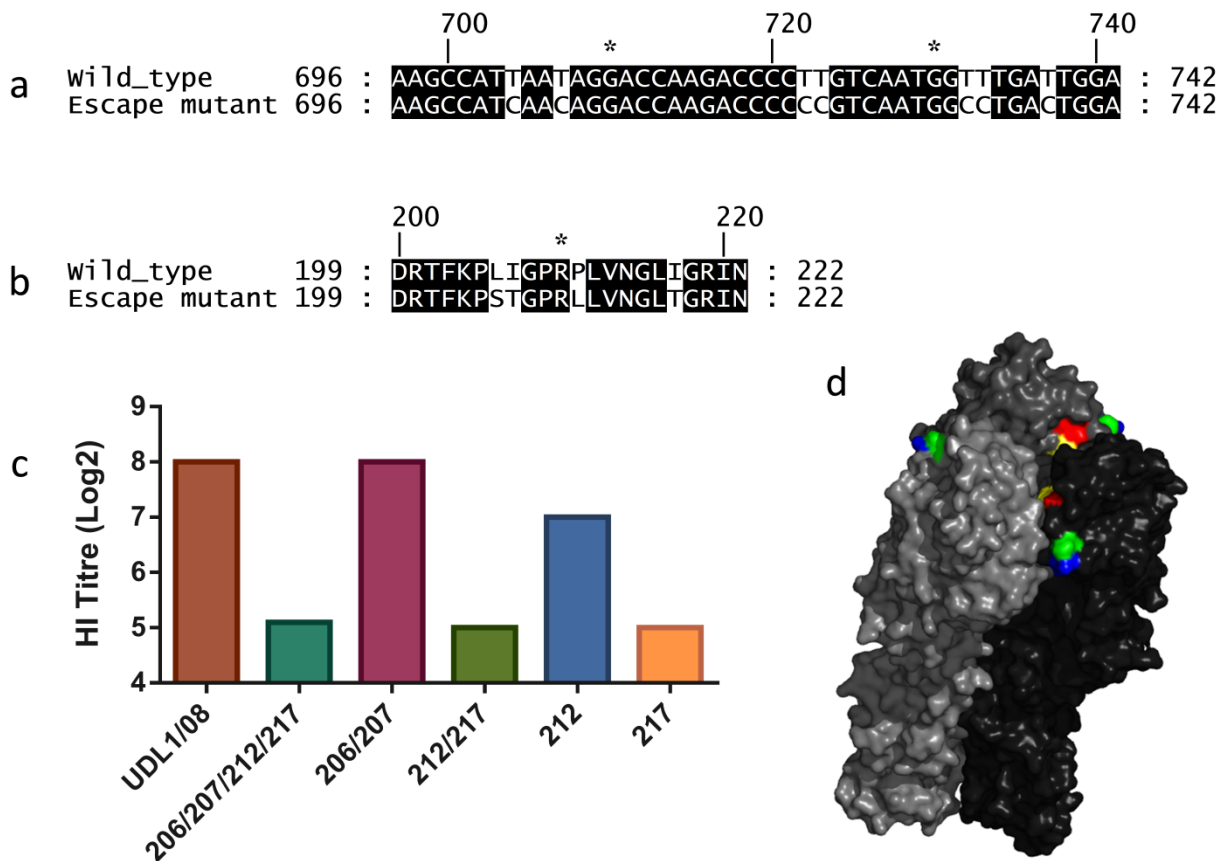 700 720 740
* *
a
Wild_type 696 : AAGCCATTAATAGGACCAAGACCCCTTGTCAATGGTTTGATTGGA : 742
Escape mutant 696 : AAGCCATCAACAGGACCAAGACCCCCCGTCAATGGCCTGACTGGA : 742
200 220
*
b
Wild_type 199 : DRTFKPLIGPRPLVNGLIGRIN : 222
Escape mutant 199 : DRTFKPSTGPRLLVNGLTGRIN : 222
c
HI Titre (Log2)
9
8
7
6
5
4
UDL1/08
206/207/212/217
206/207
212/217
212
217
d